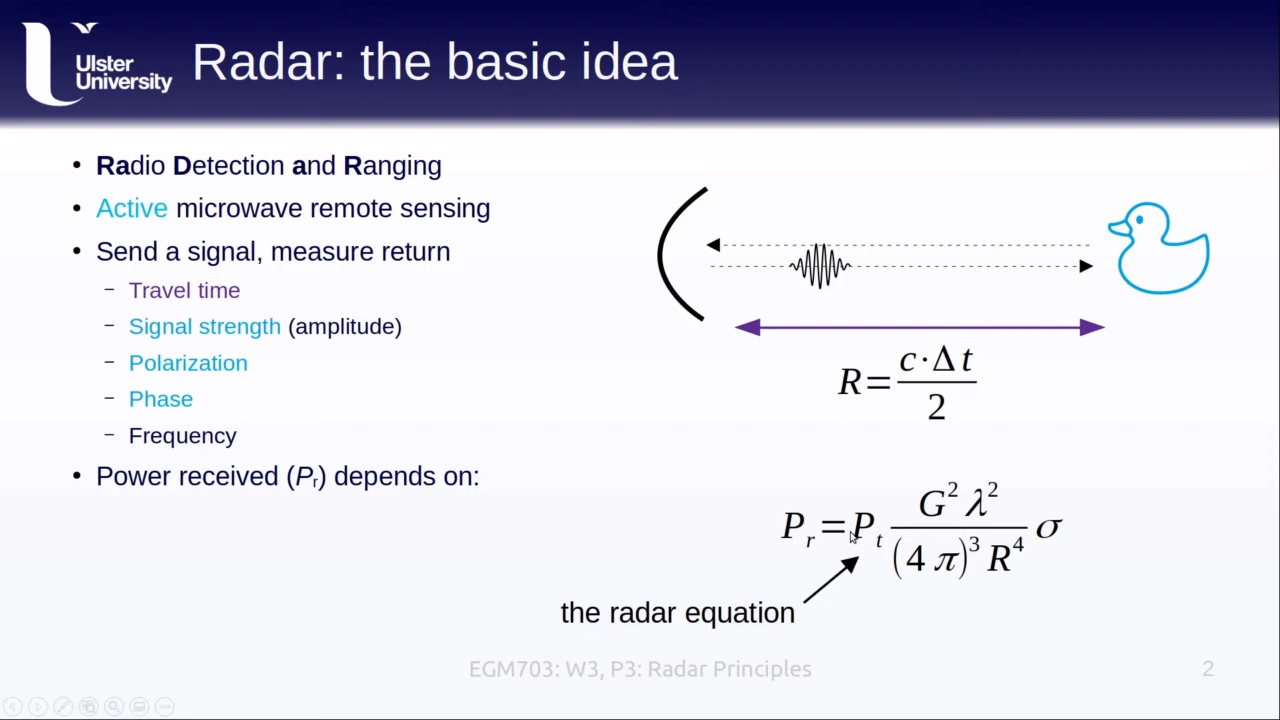 Ulster
University
Radar: the basic idea
• Radio Detection and Ranging
• Active microwave remote sensing
• Send a signal, measure return
– Travel time
– Signal strength (amplitude)
– Polarization
– Phase
– Frequency
• Power received (Pᵣ) depends on:
R = c·Δt / 2
Pᵣ = Pₜ G² λ² / (4π)³ R⁴ σ
the radar equation
EGM703: W3, P3: Radar Principles
2